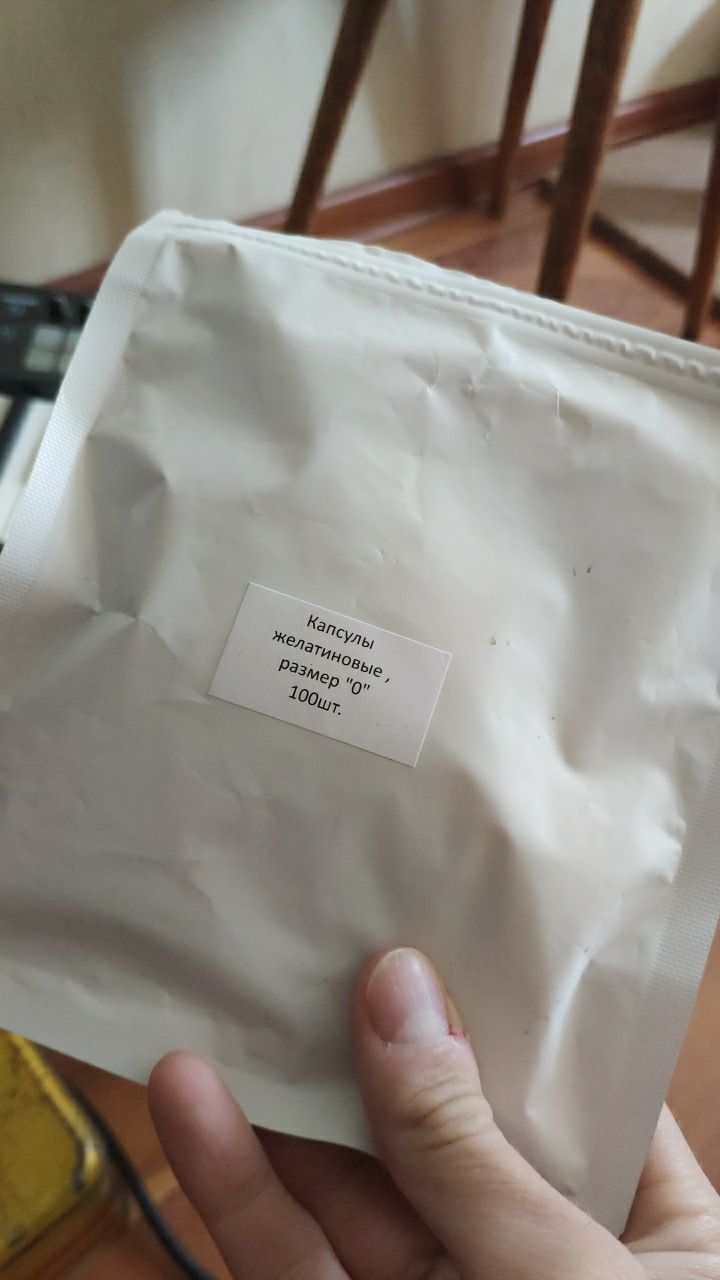 Капсулы
желатиновые ,
размер "0"
100шт.